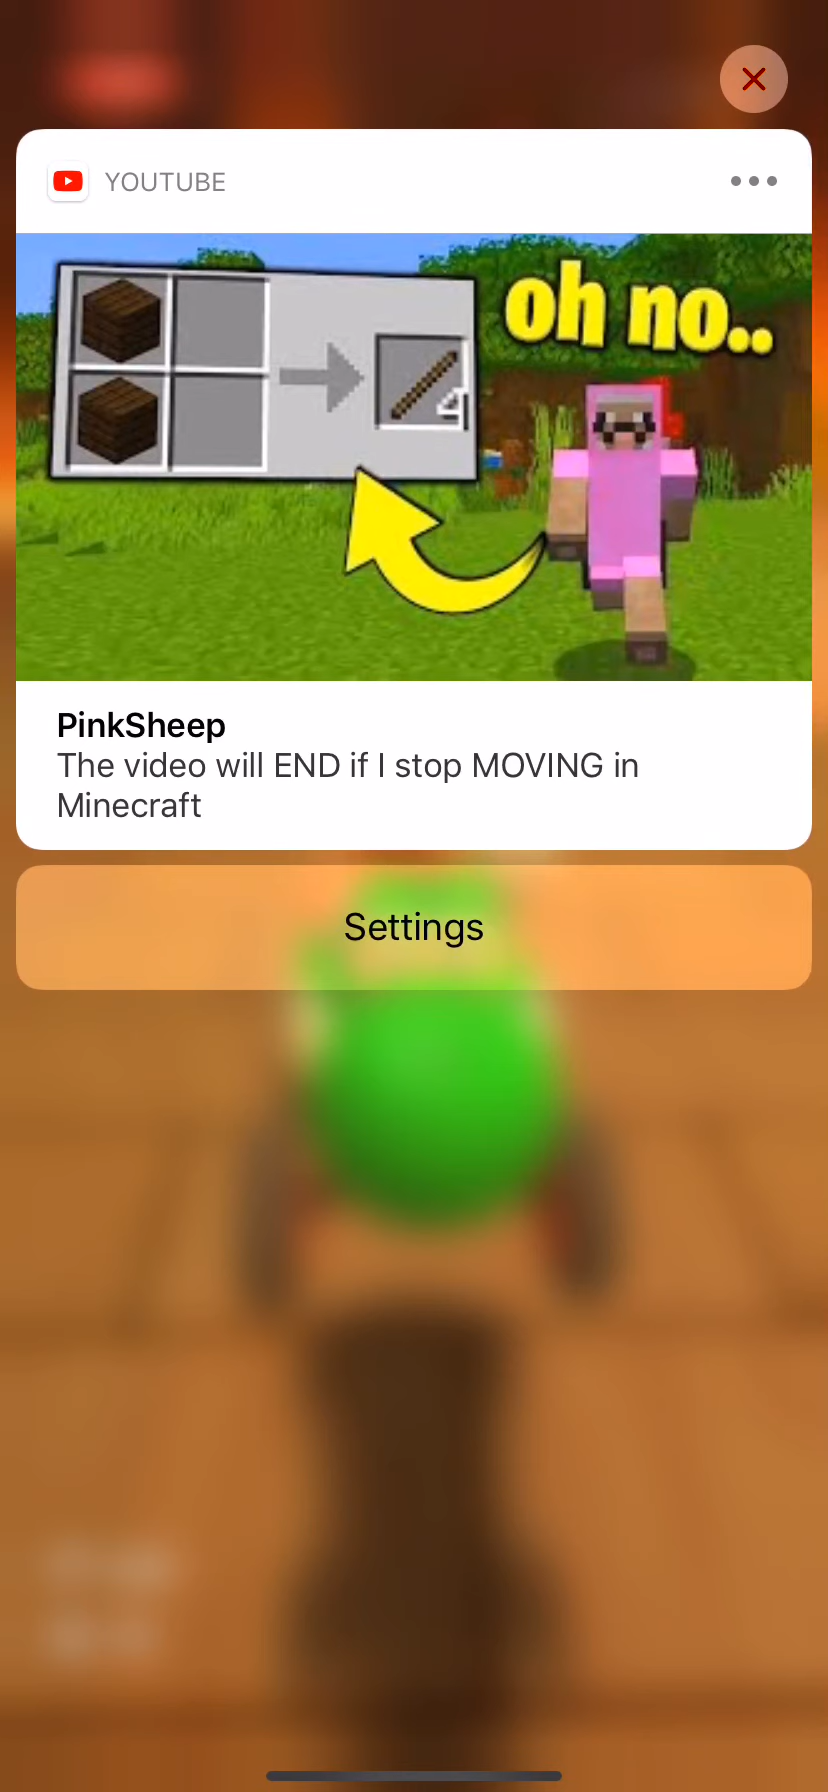 YOUTUBE
oh no..
4
PinkSheep
The video will END if I stop MOVING in
Minecraft
Settings